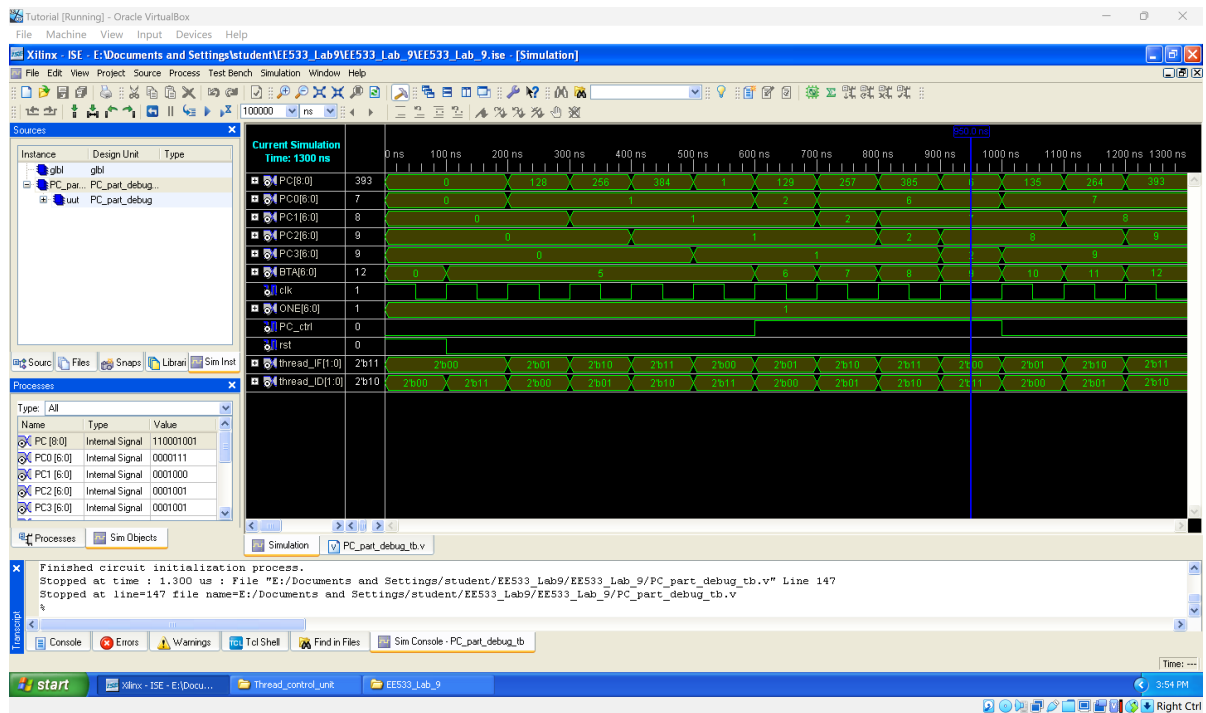 Tutorial [Running] - Oracle VirtualBox
File Machine View Input Devices Help
Xilinx - ISE - E:\Documents and Settings\student\EE533_Lab9\EE533_Lab_9\EE533_Lab_9.ise - [Simulation]
File Edit View Project Source Process Test Bench Simulation Window Help
100000 ns
Sources
Instance Design Unit Type
glbl glbl
PC_par... PC_part_debug...
uut PC_part_debug
Sourc Files Snaps Librari Sim Inst
Processes
Type: All
Name Type Value
PC [8:0] Internal Signal 110001001
PC0 [6:0] Internal Signal 0000111
PC1 [6:0] Internal Signal 0001000
PC2 [6:0] Internal Signal 0001001
PC3 [6:0] Internal Signal 0001001
Processes Sim Objects
Current Simulation
Time: 1300 ns
0 ns 100 ns 200 ns 300 ns 400 ns 500 ns 600 ns 700 ns 800 ns 900 ns 1000 ns 1100 ns 1200 ns 1300 ns
PC[8:0] 393 0 128 256 384 1 129 257 385 135 264 393
PC0[6:0] 7 0 1 2 6 7
PC1[6:0] 8 0 1 2 8
PC2[6:0] 9 0 1 2 8 9
PC3[6:0] 9 0 1 1 9
BTA[6:0] 12 0 5 6 7 8 10 11 12
clk 1
ONE[6:0] 1 1
PC_ctrl 0
rst 0
thread_IF[1:0] 2'b11 2'b00 2'b01 2'b10 2'b11 2'b00 2'b01 2'b10 2'b11 2'b00 2'b01 2'b10 2'b11
thread_ID[1:0] 2'b10 2'b00 2'b11 2'b00 2'b01 2'b10 2'b11 2'b00 2'b01 2'b10 2'b11 2'b00 2'b01 2'b10
Simulation PC_part_debug_tb.v
Finished circuit initialization process.
Stopped at time : 1.300 us : File "E:/Documents and Settings/student/EE533_Lab9/EE533_Lab_9/PC_part_debug_tb.v" Line 147
Stopped at line=147 file name=E:/Documents and Settings/student/EE533_Lab9/EE533_Lab_9/PC_part_debug_tb.v
%
Transcript
Console Errors Warnings Tcl Shell Find in Files Sim Console - PC_part_debug_tb
Time: ---
start Xilinx - ISE - E:\Docu... Thread_control_unit EE533_Lab_9 3:54 PM
Right Ctrl